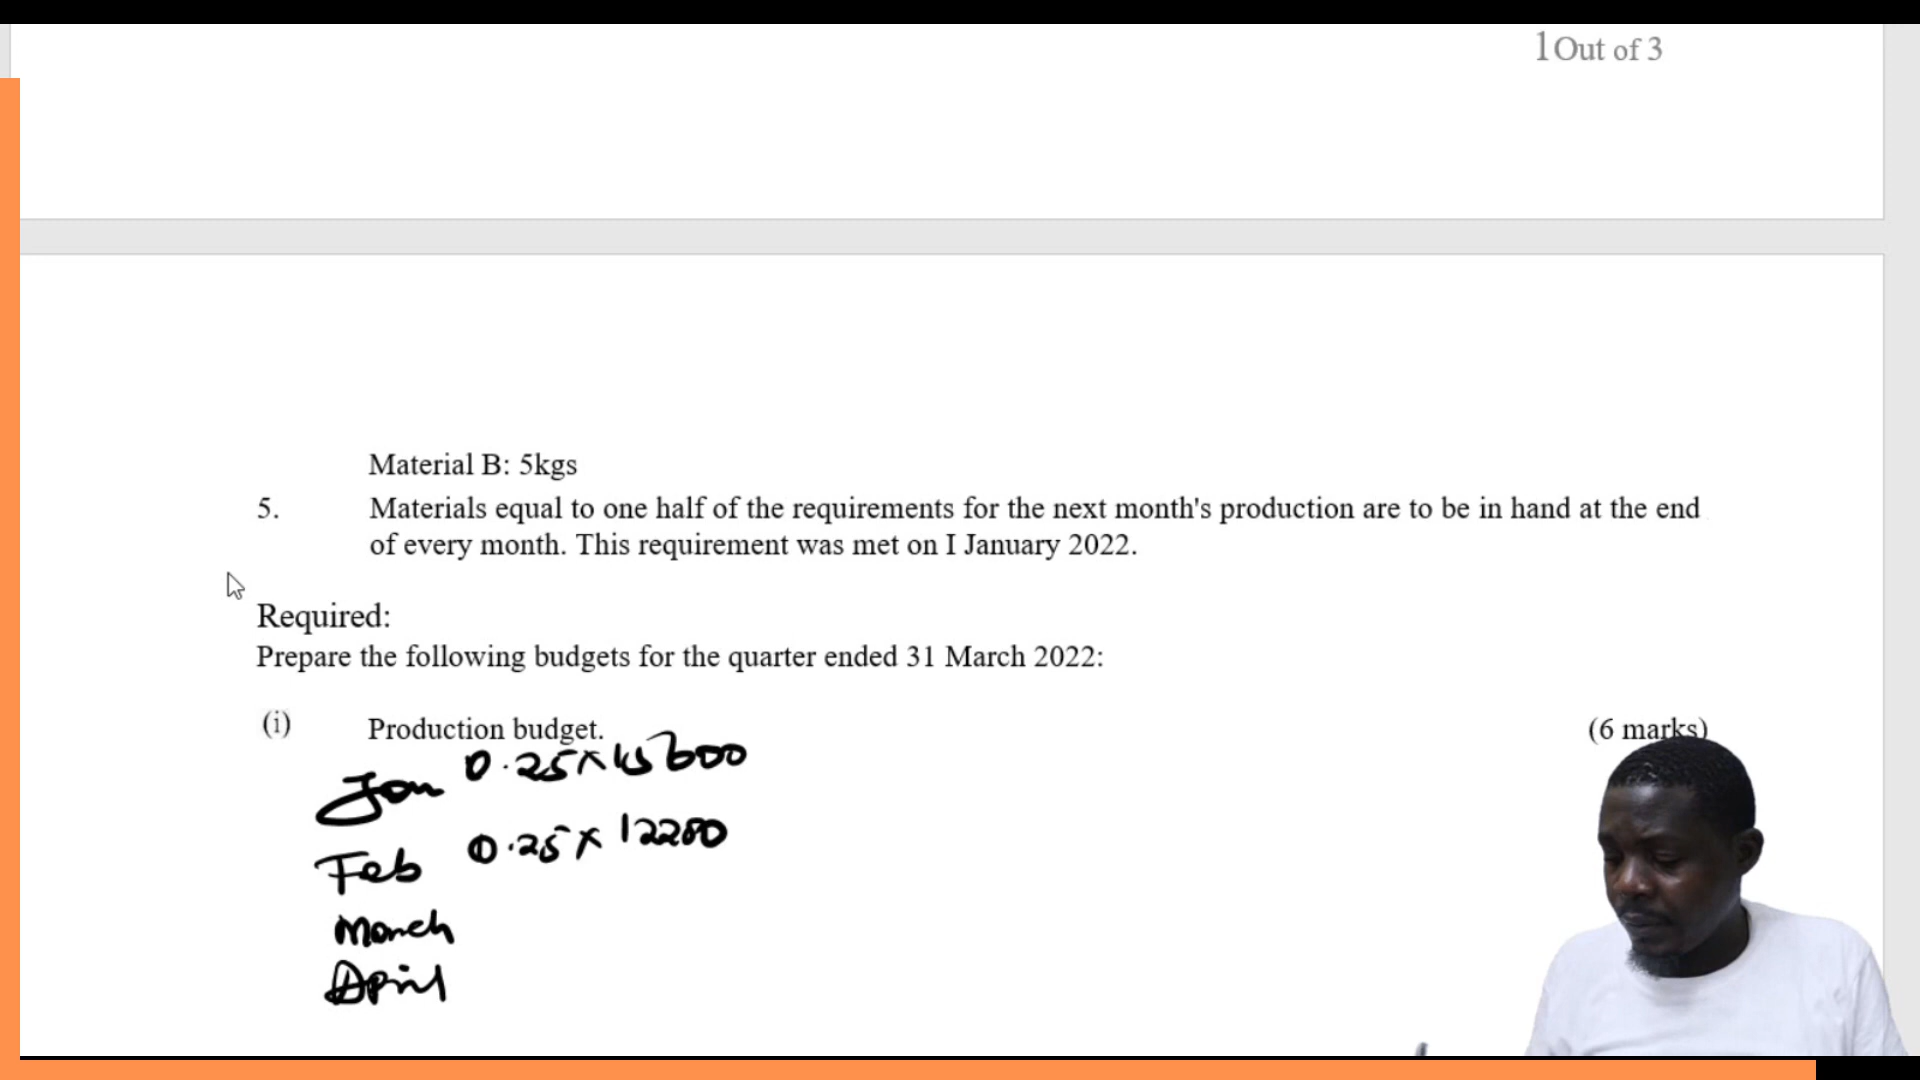 1Out of 3
Material B: 5kgs
5. Materials equal to one half of the requirements for the next month's production are to be in hand at the end
of every month. This requirement was met on I January 2022.
Required:
Prepare the following budgets for the quarter ended 31 March 2022:
(i) Production budget. (6 marks)
Jan 0.25×15600
Feb 0.25×12200
March
April